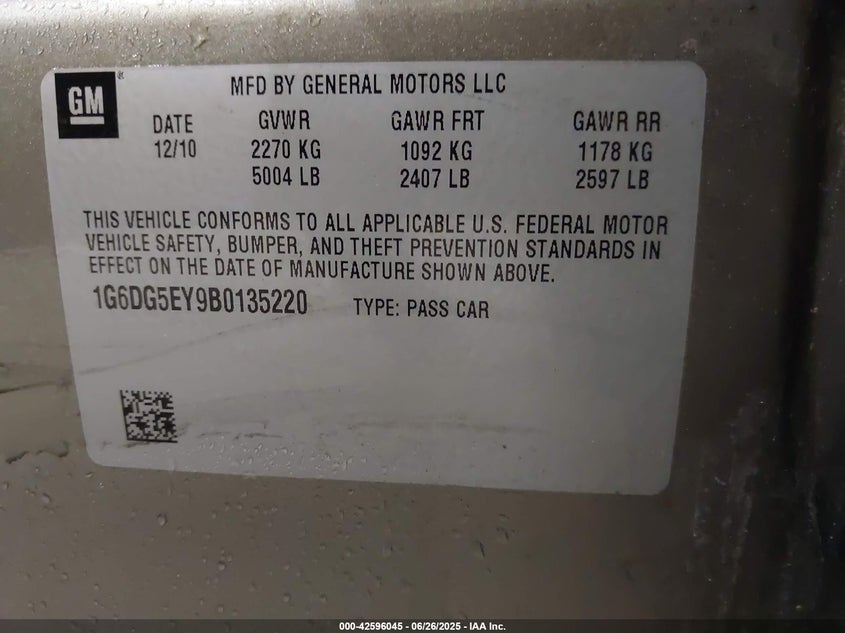 GM
MFD BY GENERAL MOTORS LLC
DATE GVWR GAWR FRT GAWR RR
12/10 2270 KG 1092 KG 1178 KG
5004 LB 2407 LB 2597 LB
THIS VEHICLE CONFORMS TO ALL APPLICABLE U.S. FEDERAL MOTOR
VEHICLE SAFETY, BUMPER, AND THEFT PREVENTION STANDARDS IN
EFFECT ON THE DATE OF MANUFACTURE SHOWN ABOVE.
1G6DG5EY9B0135220 TYPE: PASS CAR
000-42596045 - 06/26/2025 - IAA Inc.